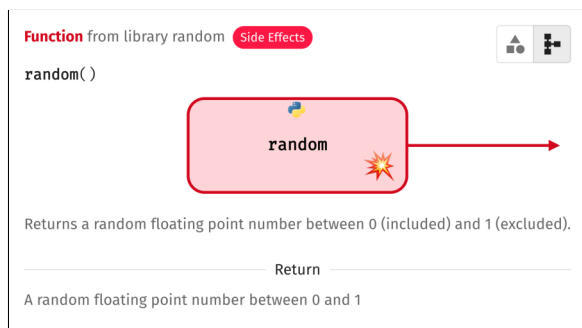 Function from library random Side Effects
random()
random
Returns a random floating point number between 0 (included) and 1 (excluded).
Return
A random floating point number between 0 and 1